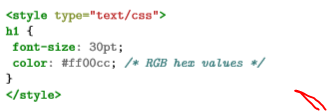 <style type="text/css">
h1 {
 font-size: 30pt;
 color: #ff00cc; /* RGB hex values */
}
</style>